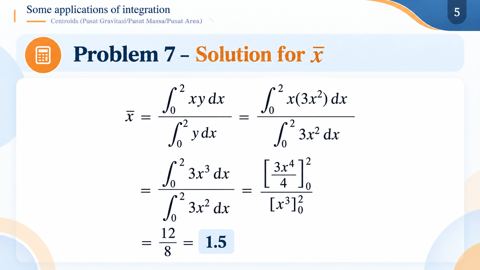 Some applications of integration
Centroids (Pusat Gravitasi/Pusat Massa/Pusat Area)
5
Problem 7 – Solution for x̄
x̄ = ∫₀² xy dx / ∫₀² y dx = ∫₀² x(3x²) dx / ∫₀² 3x² dx
= ∫₀² 3x³ dx / ∫₀² 3x² dx = [3x⁴/4]₀² / [x³]₀²
= 12/8 = 1.5